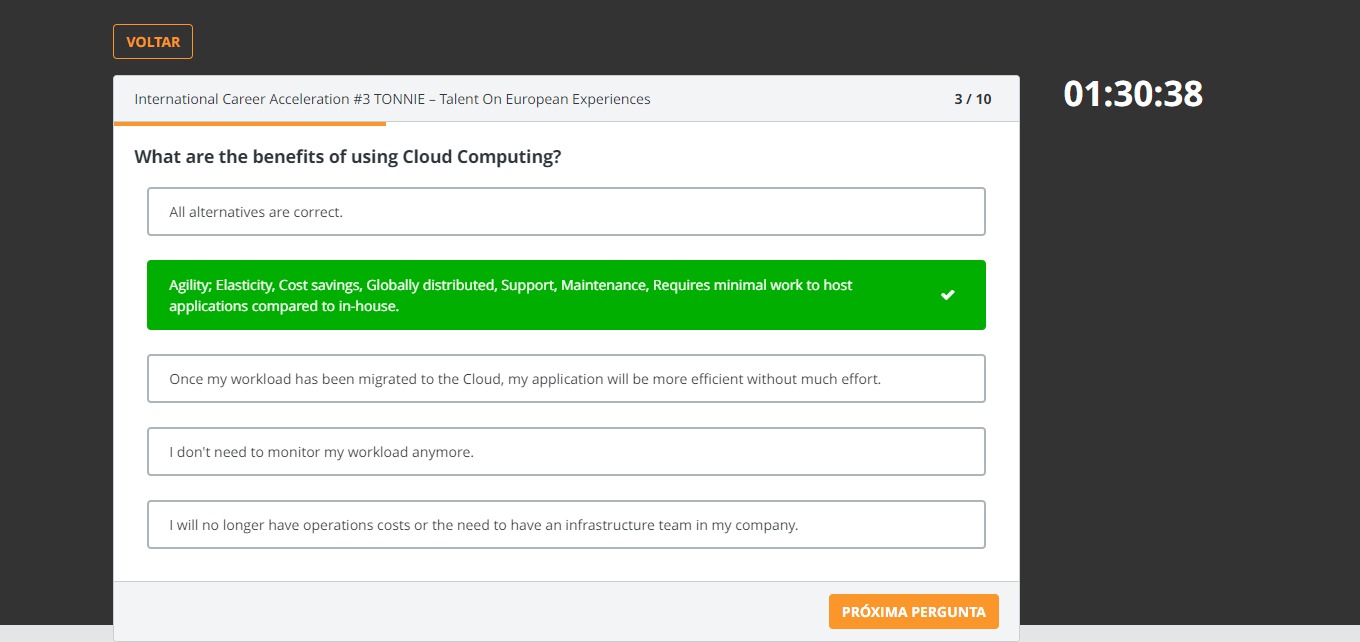 VOLTAR
International Career Acceleration #3 TONNIE – Talent On European Experiences
3 / 10
01:30:38
What are the benefits of using Cloud Computing?
All alternatives are correct.
Agility; Elasticity, Cost savings, Globally distributed, Support, Maintenance, Requires minimal work to host
applications compared to in-house.
Once my workload has been migrated to the Cloud, my application will be more efficient without much effort.
I don't need to monitor my workload anymore.
I will no longer have operations costs or the need to have an infrastructure team in my company.
PRÓXIMA PERGUNTA